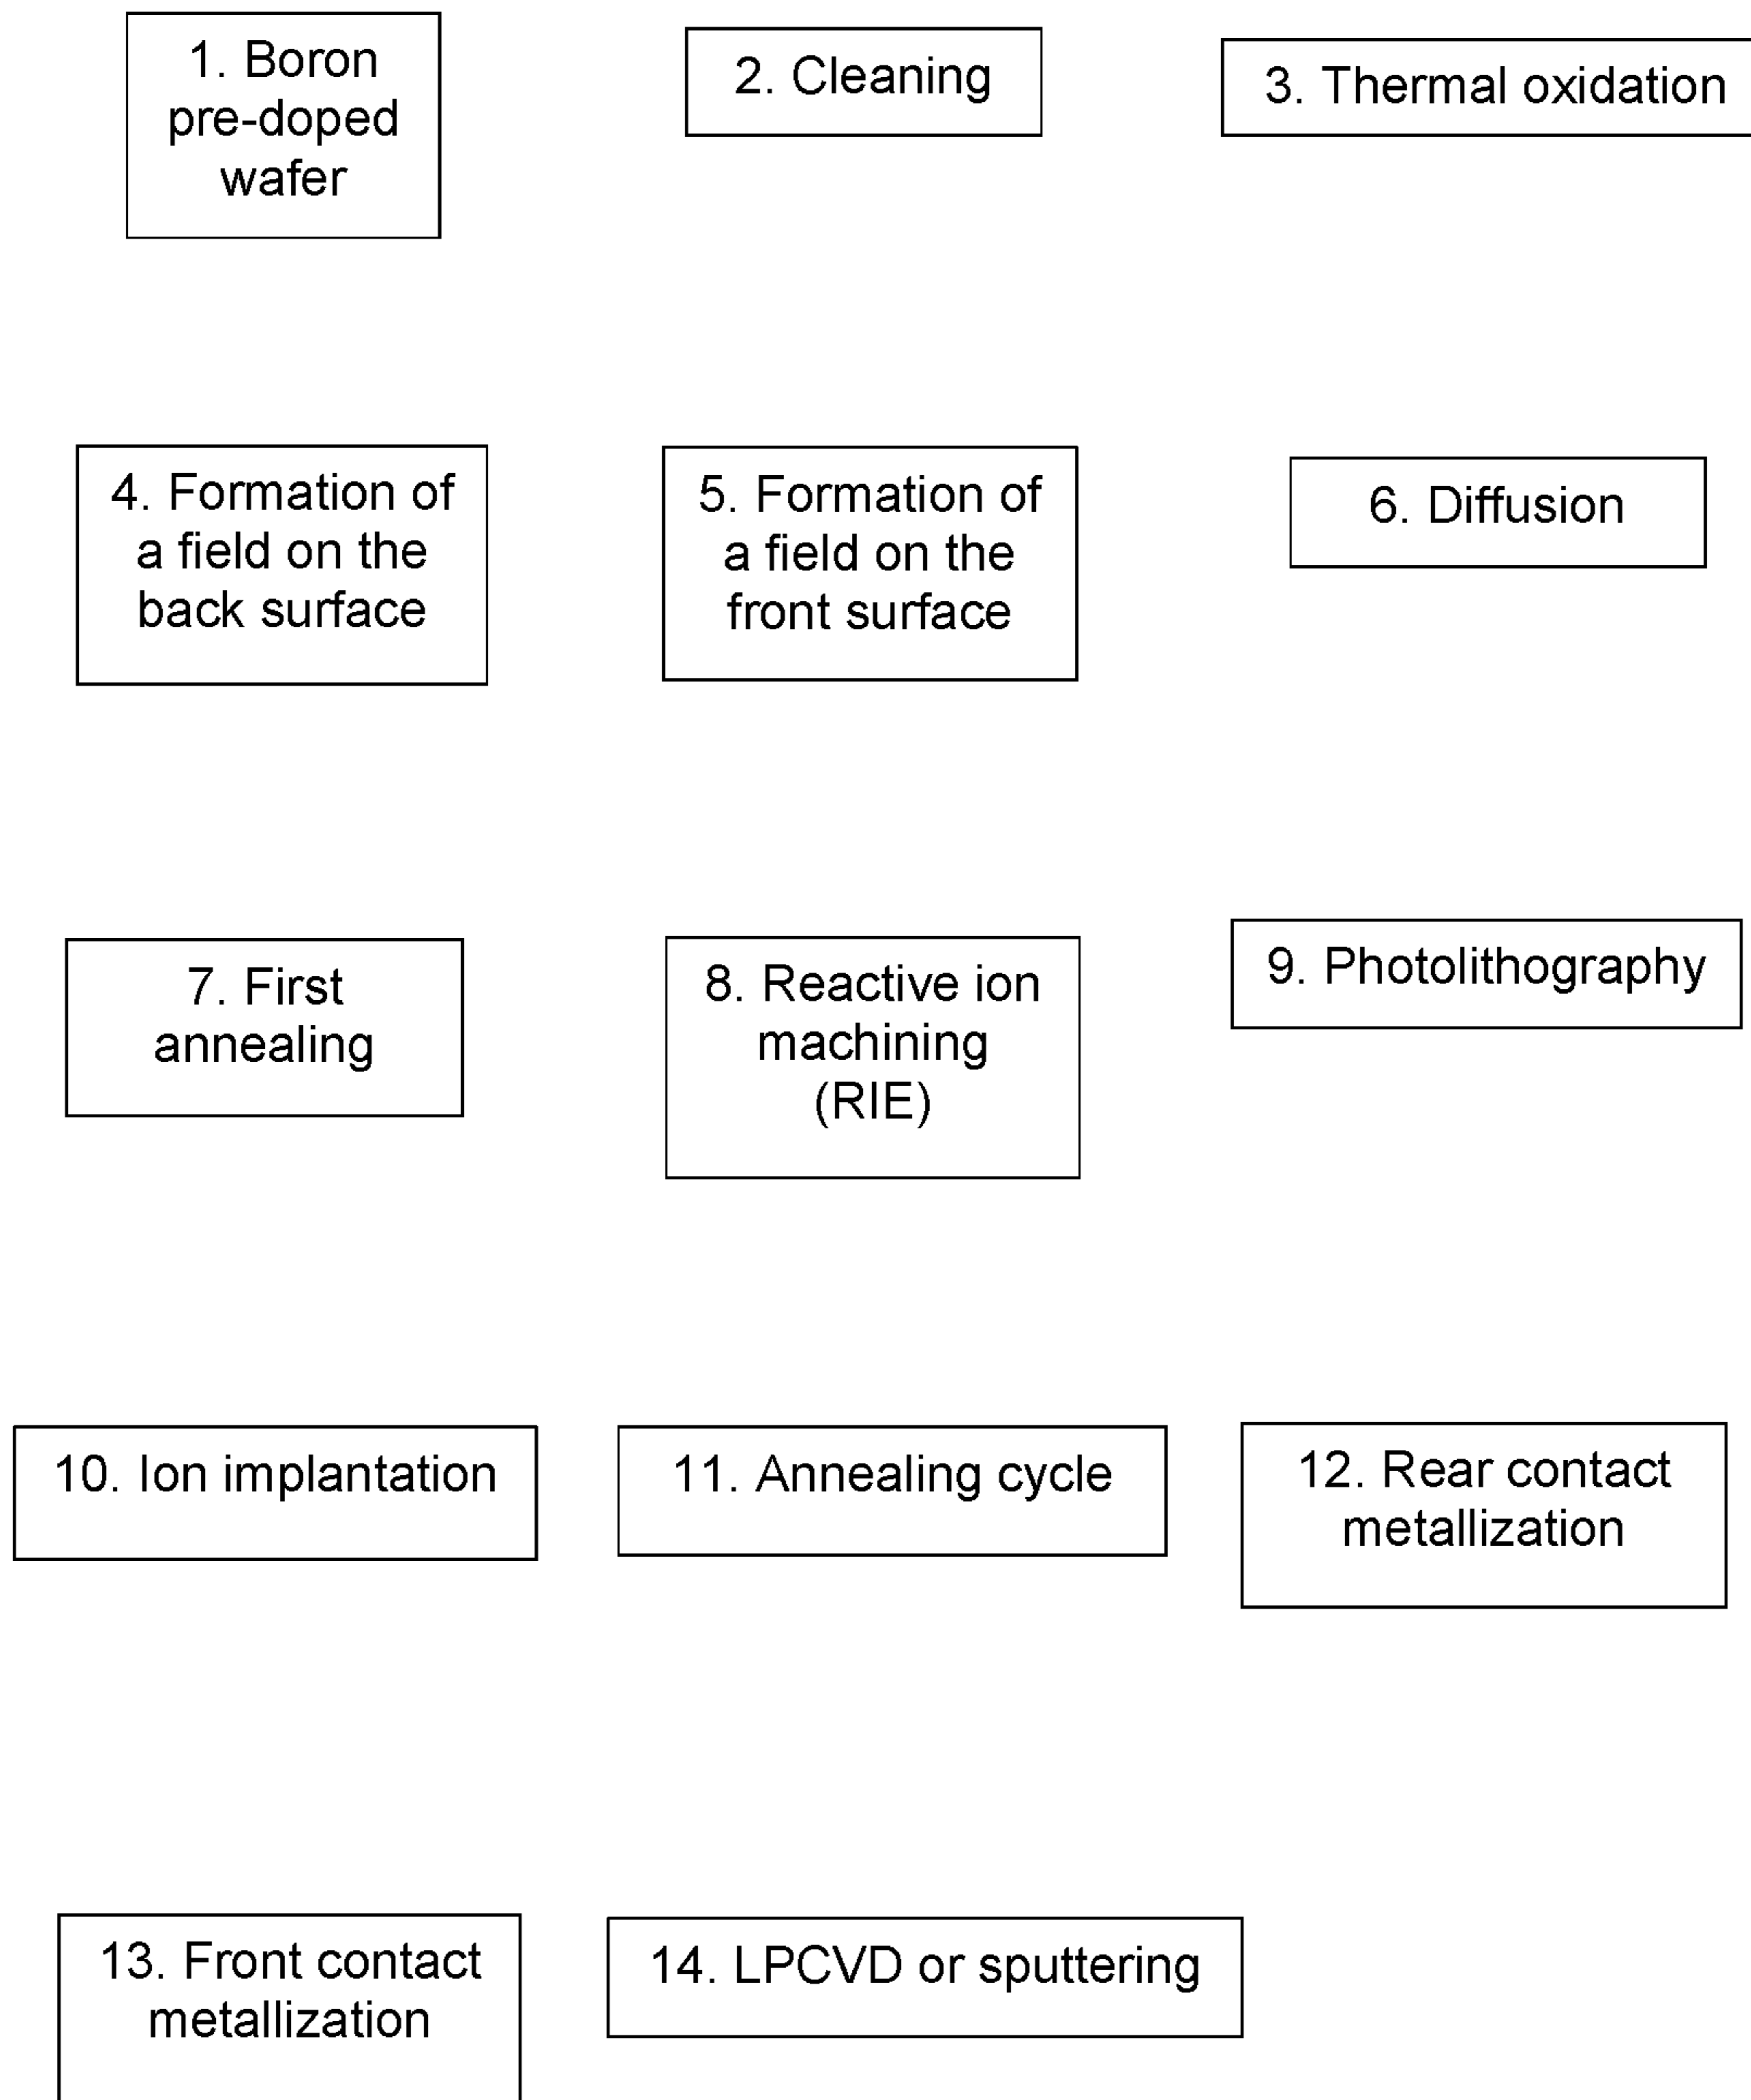 1. Boron
pre-doped
wafer
2. Cleaning
3. Thermal oxidation
4. Formation of
a field on the
back surface
5. Formation of
a field on the
front surface
6. Diffusion
7. First
annealing
8. Reactive ion
machining
(RIE)
9. Photolithography
10. Ion implantation
11. Annealing cycle
12. Rear contact
metallization
13. Front contact
metallization
14. LPCVD or sputtering